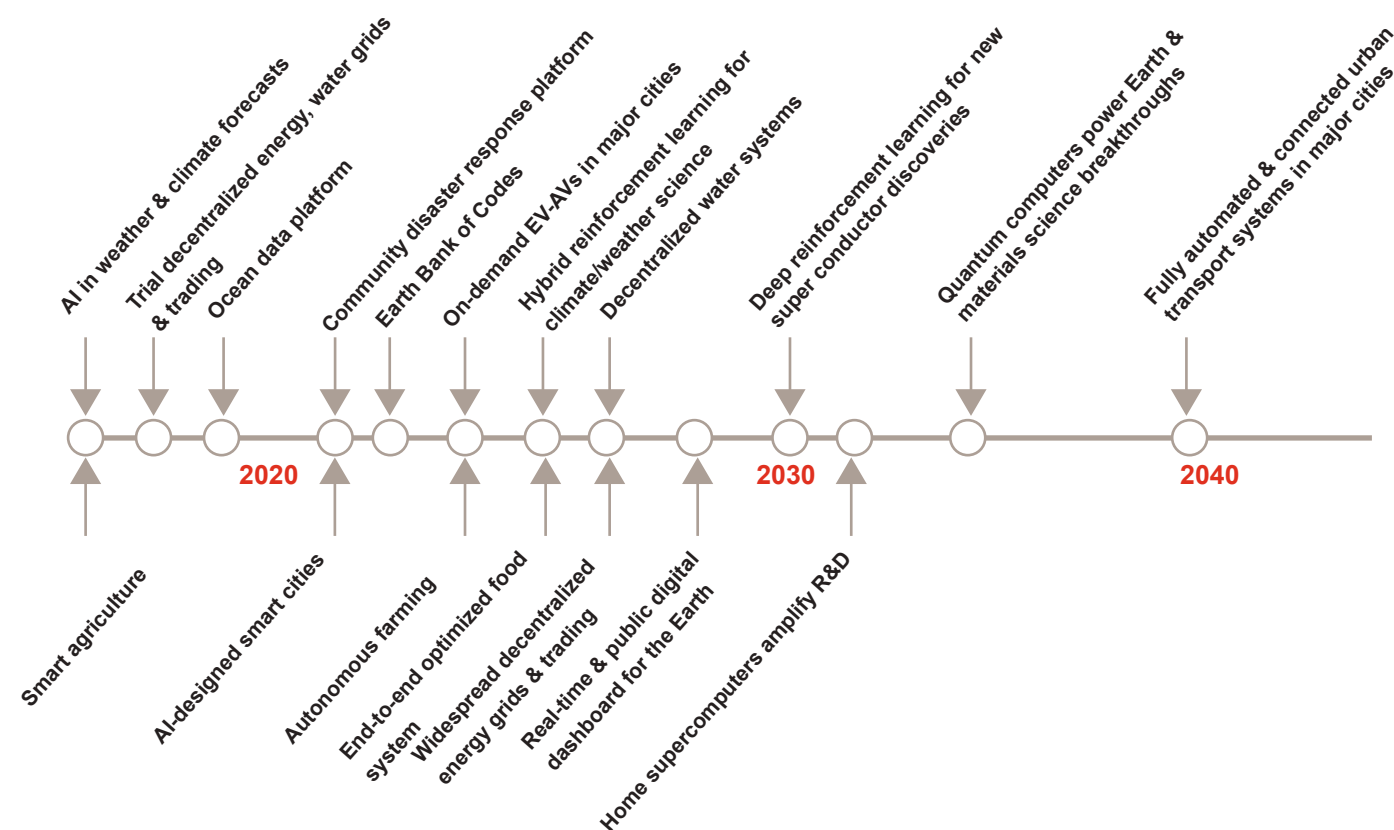 AI in weather & climate forecasts
Trial decentralized energy, water grids
& trading
Ocean data platform
Community disaster response platform
Earth Bank of Codes
On-demand EV-AVs in major cities
Hybrid reinforcement learning for
climate/weather science
Decentralized water systems
Deep reinforcement learning for new
super conductor discoveries
Quantum computers power Earth &
materials science breakthroughs
Fully automated & connected urban
transport systems in major cities
2020
2030
2040
Smart agriculture
AI-designed smart cities
Autonomous farming
End-to-end optimized food
system
Widespread decentralized
energy grids & trading
Real-time & public digital
dashboard for the Earth
Home supercomputers amplify R&D